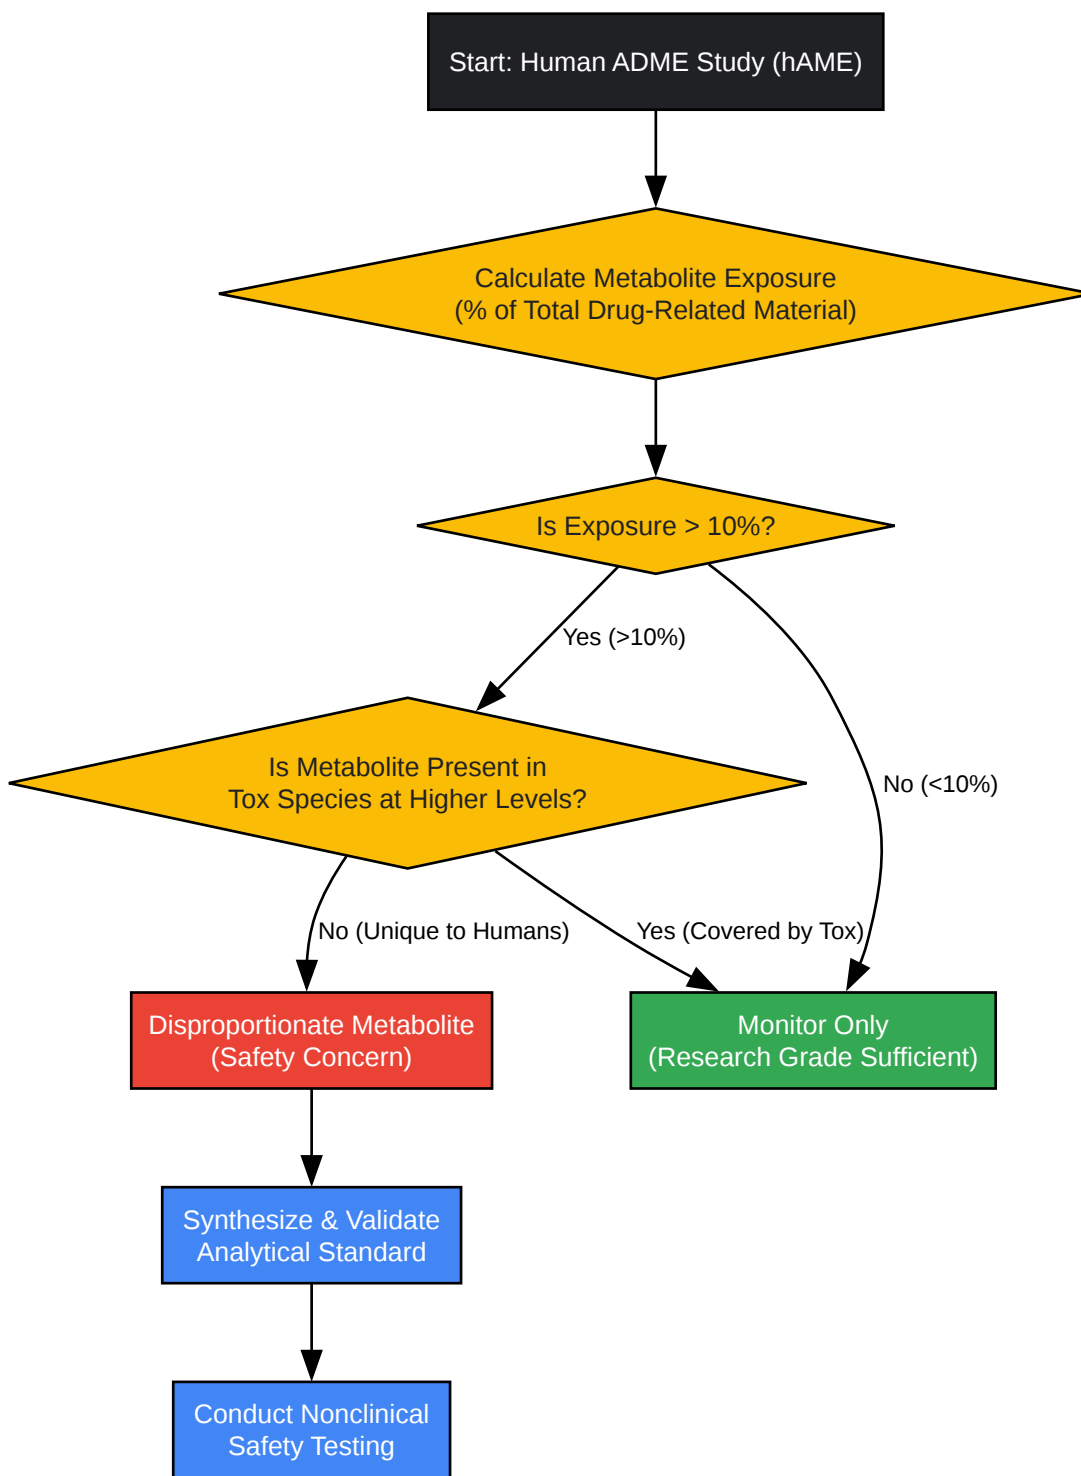 Start: Human ADME Study (hAME)
Calculate Metabolite Exposure
(% of Total Drug-Related Material)
Is Exposure > 10%?
Yes (>10%)
Is Metabolite Present in
Tox Species at Higher Levels?
No (<10%)
No (Unique to Humans)
Yes (Covered by Tox)
Disproportionate Metabolite
(Safety Concern)
Monitor Only
(Research Grade Sufficient)
Synthesize & Validate
Analytical Standard
Conduct Nonclinical
Safety Testing